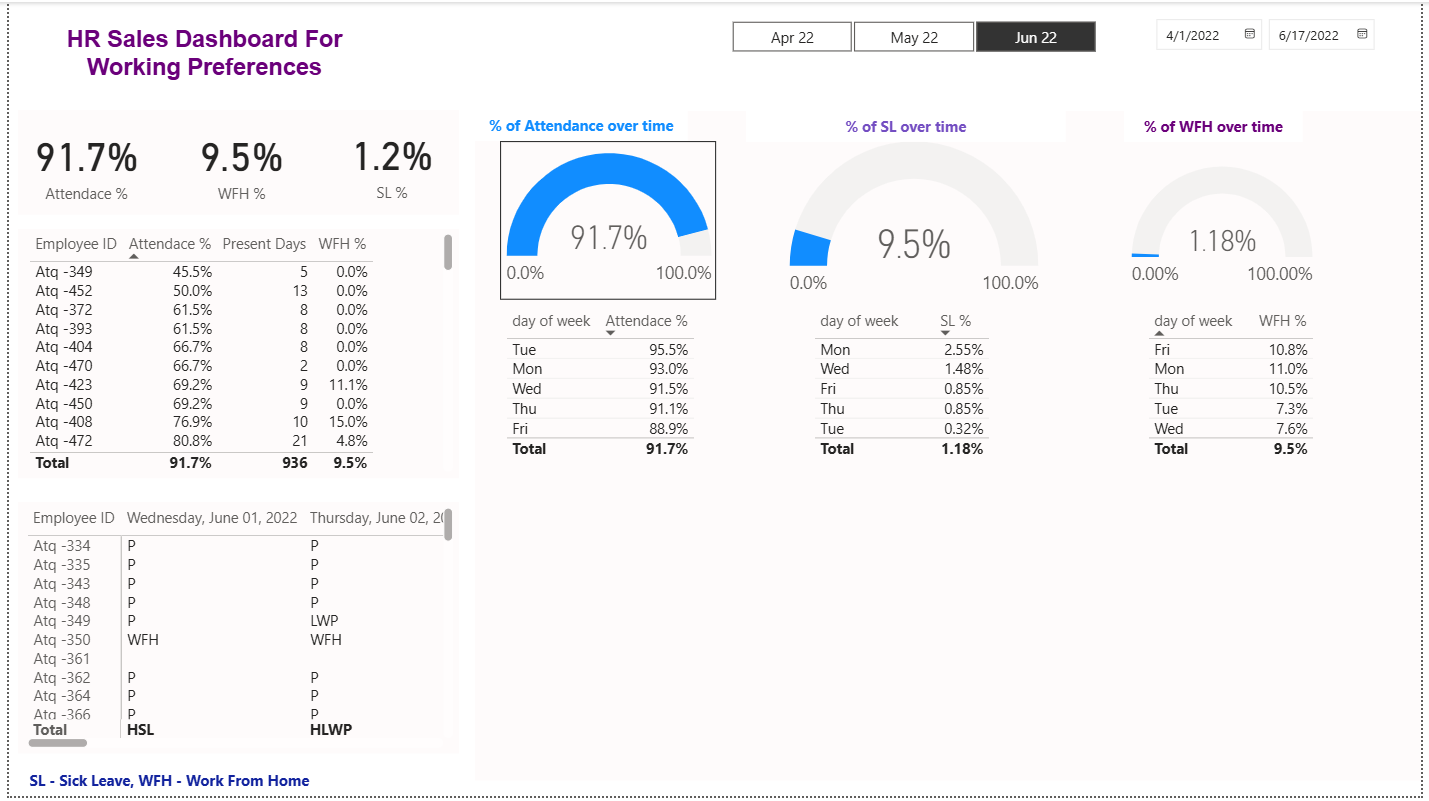 HR Sales Dashboard For
Working Preferences
Apr 22 May 22 Jun 22
4/1/2022 6/17/2022
91.7% 9.5% 1.2%
Attendace % WFH % SL %
Employee ID Attendace % Present Days WFH %
Atq -349 45.5% 5 0.0%
Atq -452 50.0% 13 0.0%
Atq -372 61.5% 8 0.0%
Atq -393 61.5% 8 0.0%
Atq -404 66.7% 8 0.0%
Atq -470 66.7% 2 0.0%
Atq -423 69.2% 9 11.1%
Atq -450 69.2% 9 0.0%
Atq -408 76.9% 10 15.0%
Atq -472 80.8% 21 4.8%
Total 91.7% 936 9.5%
Employee ID Wednesday, June 01, 2022 Thursday, June 02, 20
Atq -334 P P
Atq -335 P P
Atq -343 P P
Atq -348 P P
Atq -349 P LWP
Atq -350 WFH WFH
Atq -361
Atq -362 P P
Atq -364 P P
Atq -366 P P
Total HSL HLWP
SL - Sick Leave, WFH - Work From Home
% of Attendance over time
91.7%
0.0% 100.0%
day of week Attendace %
Tue 95.5%
Mon 93.0%
Wed 91.5%
Thu 91.1%
Fri 88.9%
Total 91.7%
% of SL over time
9.5%
0.0% 100.0%
day of week SL %
Mon 2.55%
Wed 1.48%
Fri 0.85%
Thu 0.85%
Tue 0.32%
Total 1.18%
% of WFH over time
1.18%
0.00% 100.00%
day of week WFH %
Fri 10.8%
Mon 11.0%
Thu 10.5%
Tue 7.3%
Wed 7.6%
Total 9.5%